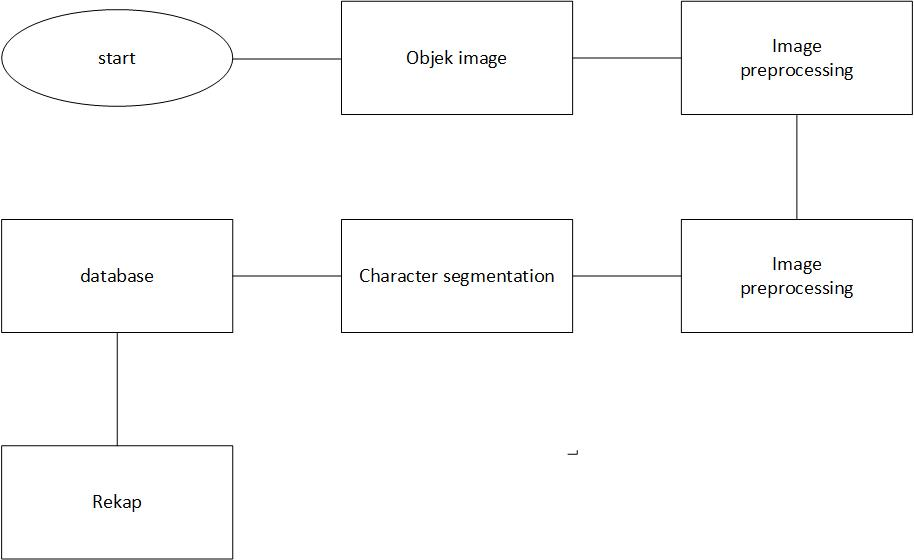 start
Objek image
Image
preprocessing
Image
preprocessing
Character segmentation
database
Rekap